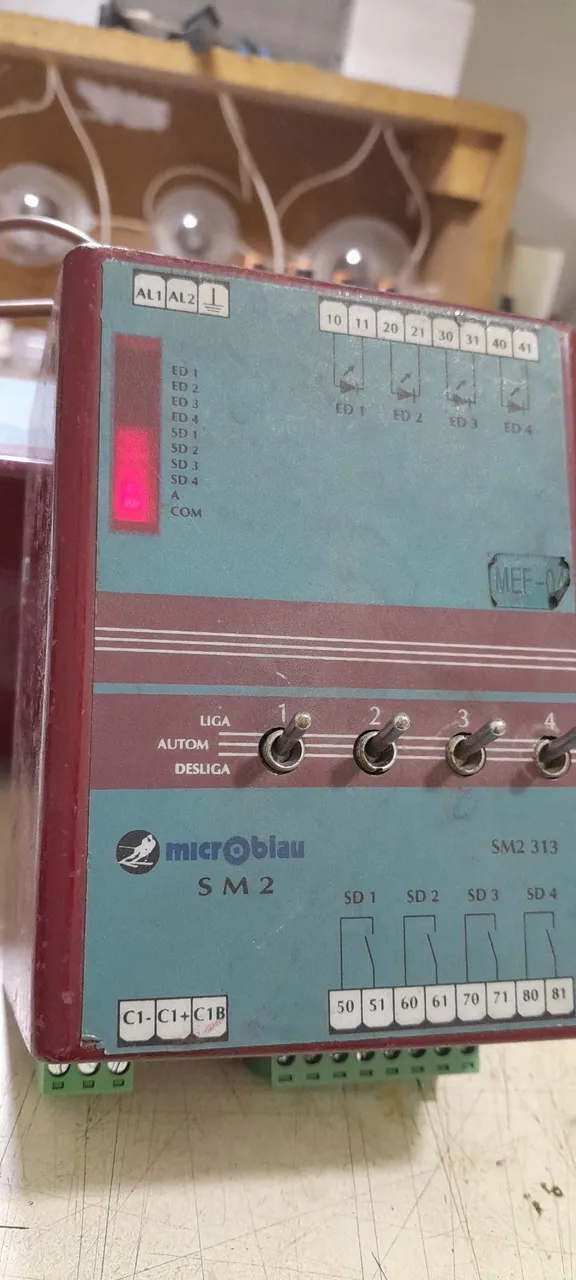 AL1 AL2
10 11 20 21 30 31 40 41
ED 1 ED 2 ED 3 ED 4
ED 1
ED 2
ED 3
ED 4
SD 1
SD 2
SD 3
SD 4
A
COM
MEF-04
LIGA
AUTOM
DESLIGA
1 2 3 4
microblau
SM2
SM2 313
SD 1 SD 2 SD 3 SD 4
50 51 60 61 70 71 80 81
C1- C1+ C1B